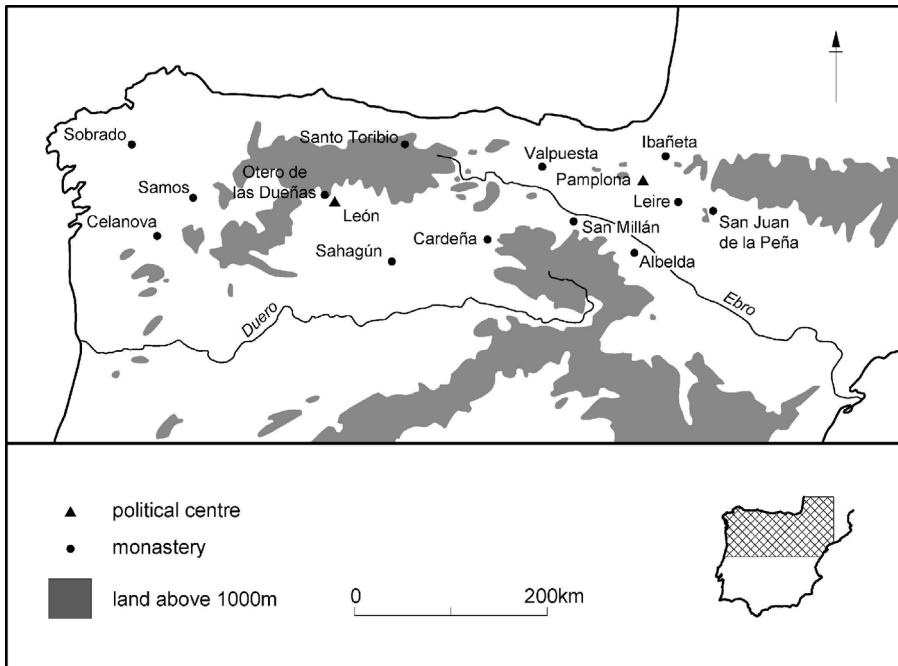 Sobrado
Santo Toribio
Valpuesta
Ibañeta
Otero de
las Dueñas
Pamplona
Samos
León
Leire
Celanova
San Millán
San Juan
de la Peña
Cardeña
Sahagún
Albelda
Duero
Ebro
political centre
monastery
land above 1000m
0
200km